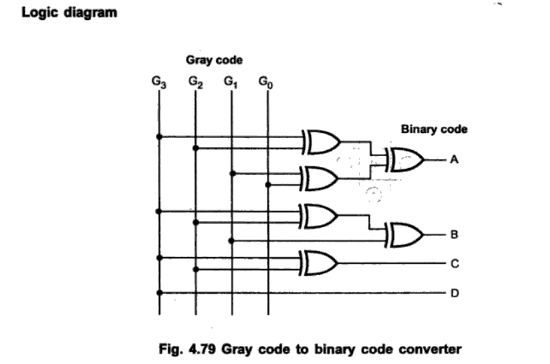 Logic diagram
Gray code
G₃ G₂ G₁ G₀
Binary code
A
B
C
D
Fig. 4.79 Gray code to binary code converter